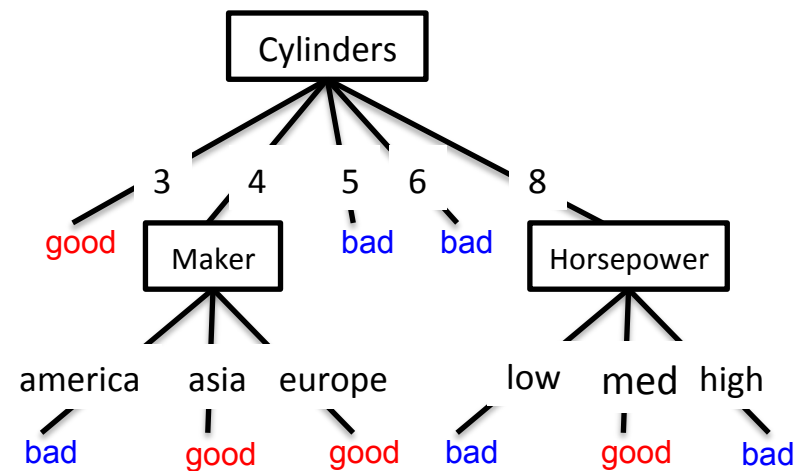 Cylinders
3 4 5 6 8
good Maker bad bad Horsepower
america asia europe low med high
bad good good bad good bad